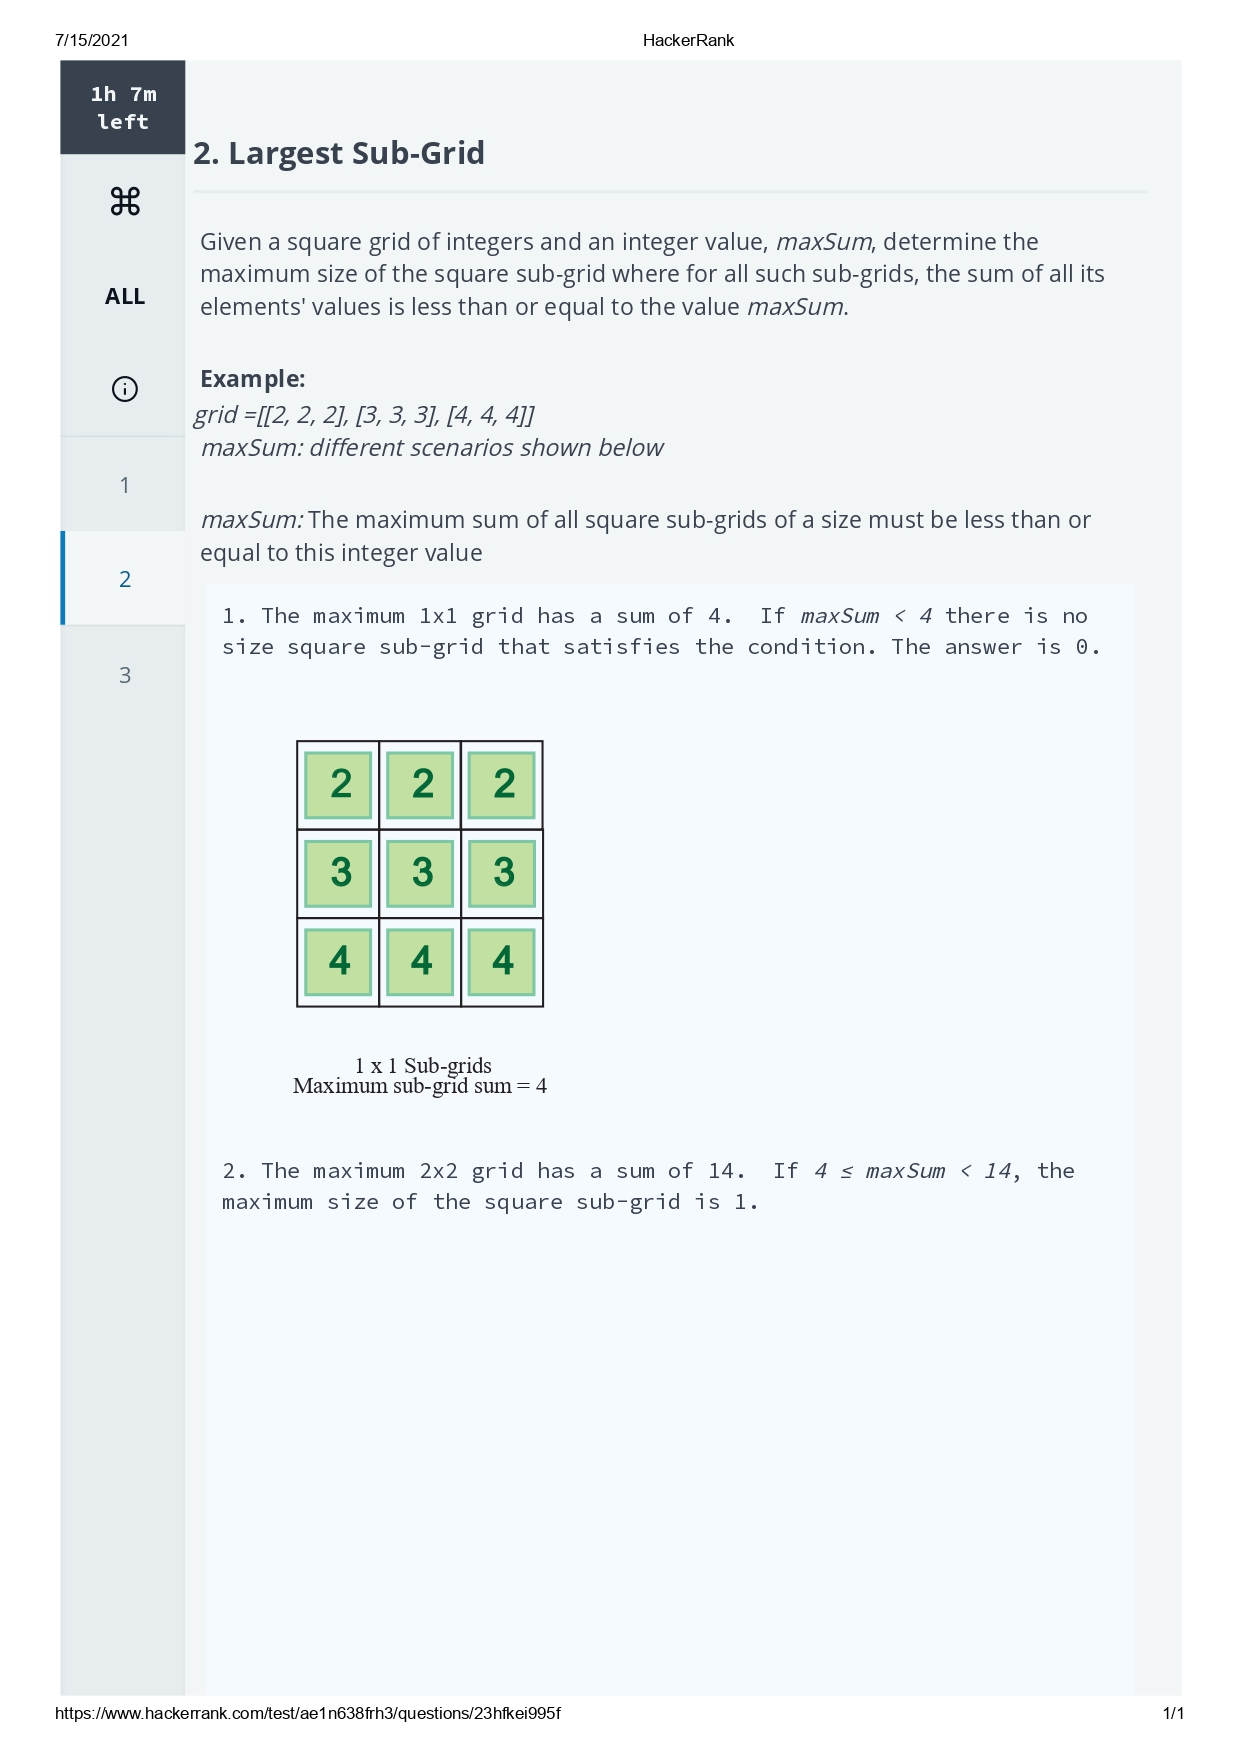 7/15/2021
HackerRank
1h 7m
left
ALL
1
2
3
2. Largest Sub-Grid
Given a square grid of integers and an integer value, maxSum, determine the
maximum size of the square sub-grid where for all such sub-grids, the sum of all its
elements' values is less than or equal to the value maxSum.
Example:
grid =[[2, 2, 2], [3, 3, 3], [4, 4, 4]]
maxSum: different scenarios shown below
maxSum: The maximum sum of all square sub-grids of a size must be less than or
equal to this integer value
1. The maximum 1x1 grid has a sum of 4. If maxSum < 4 there is no
size square sub-grid that satisfies the condition. The answer is 0.
2 2 2
3 3 3
4 4 4
1 x 1 Sub-grids
Maximum sub-grid sum = 4
2. The maximum 2x2 grid has a sum of 14. If 4 ≤ maxSum < 14, the
maximum size of the square sub-grid is 1.
https://www.hackerrank.com/test/ae1n638frh3/questions/23hfkei995f
1/1